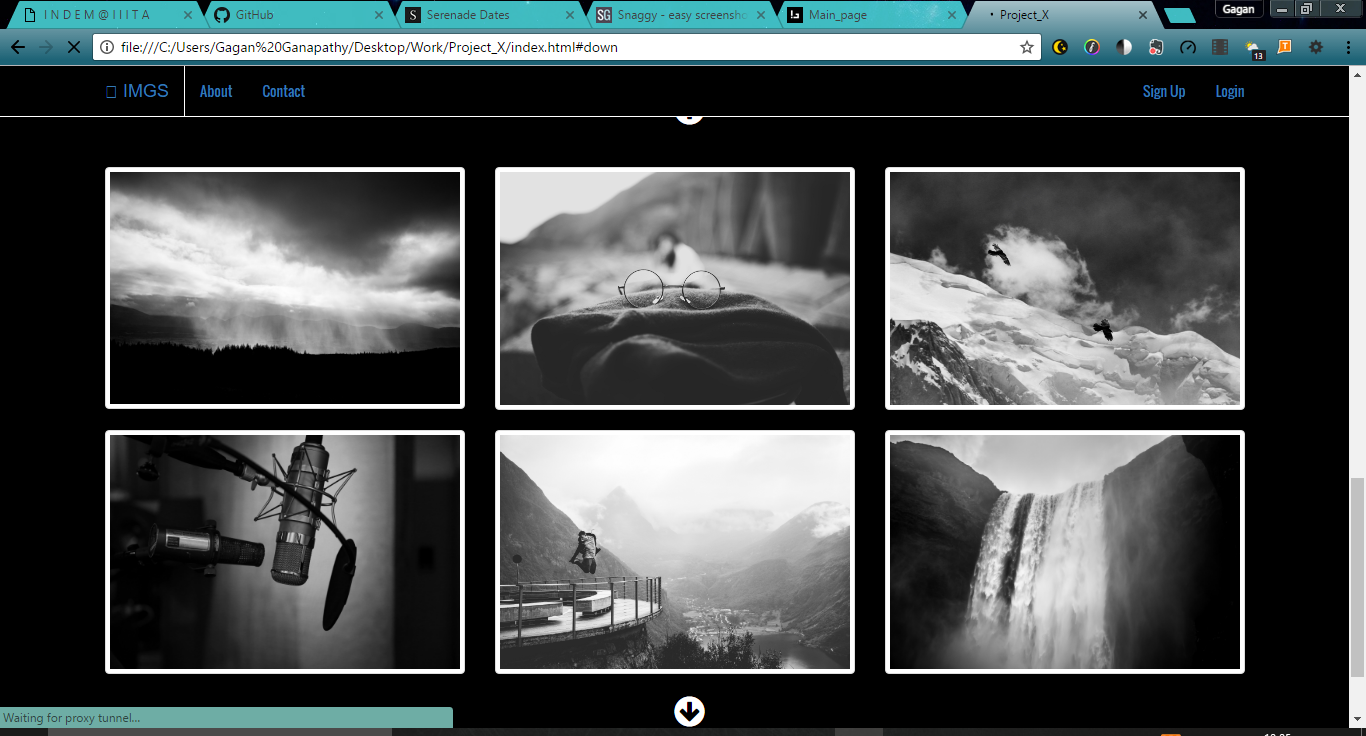 I N D E M @ I I I T A
GitHub
Serenade Dates
Snaggy - easy screensho
Main_page
Project_X
Gagan
file:///C:/Users/Gagan%20Ganapathy/Desktop/Work/Project_X/index.html#down
13
IMGS
About
Contact
Sign Up
Login
Waiting for proxy tunnel...